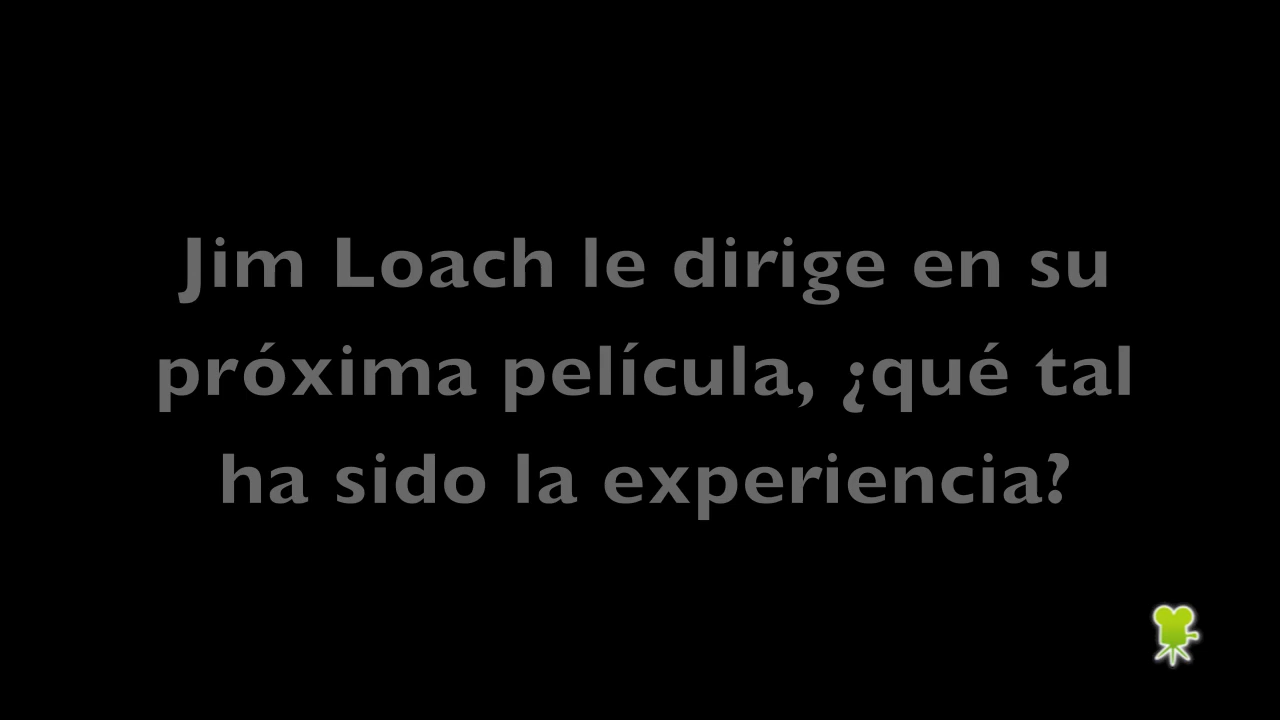 Jim Loach le dirige en su
próxima película, ¿qué tal
ha sido la experiencia?